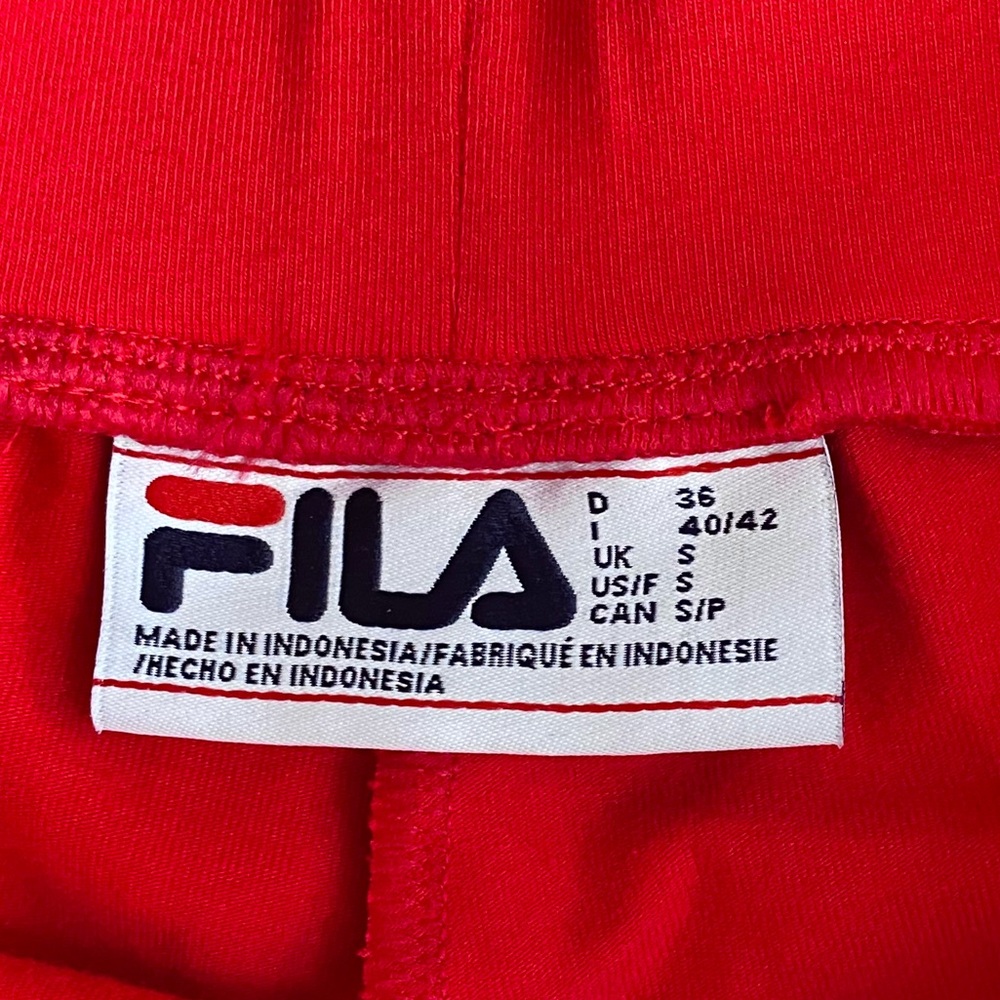 FILA
D 36
I 40/42
UK S
US/F S
CAN S/P
MADE IN INDONESIA/FABRIQUÉ EN INDONESIE
/HECHO EN INDONESIA